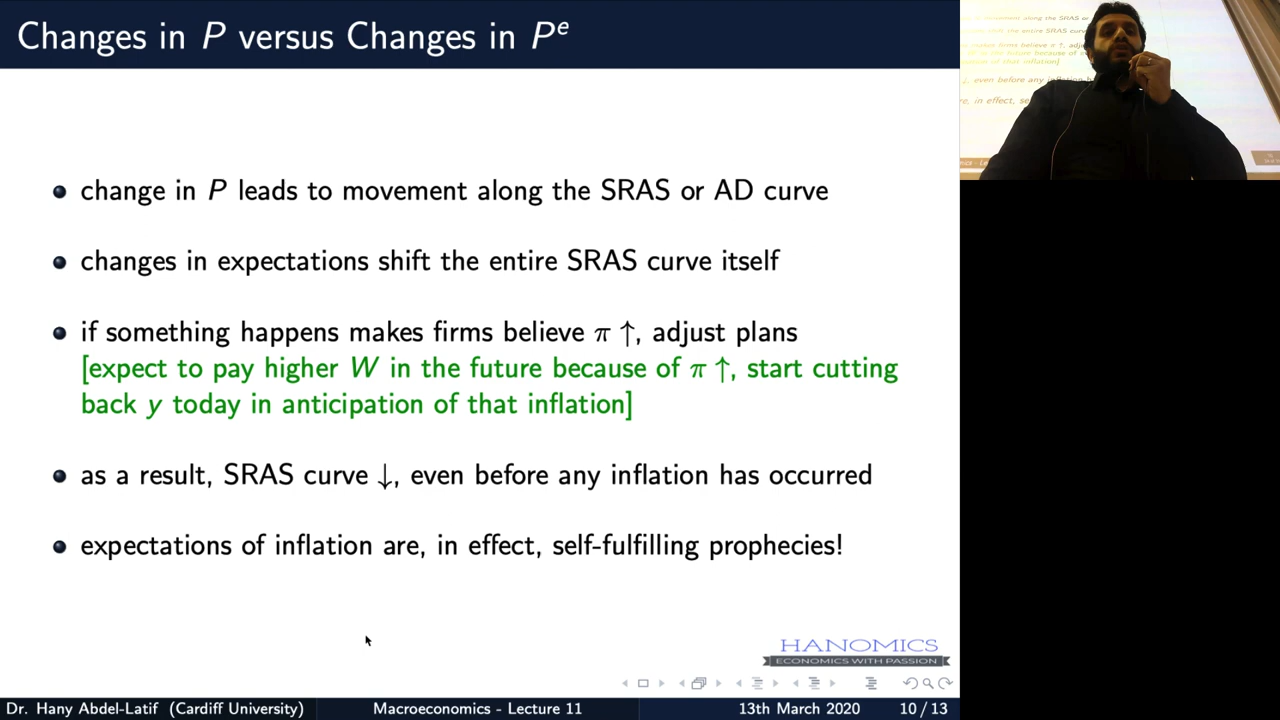 Changes in P versus Changes in Pᵉ
change in P leads to movement along the SRAS or AD curve
changes in expectations shift the entire SRAS curve itself
if something happens makes firms believe π ↑, adjust plans
[expect to pay higher W in the future because of π ↑, start cutting
back y today in anticipation of that inflation]
as a result, SRAS curve ↓, even before any inflation has occurred
expectations of inflation are, in effect, self-fulfilling prophecies!
HANOMICS
ECONOMICS WITH PASSION
Dr. Hany Abdel-Latif (Cardiff University) Macroeconomics - Lecture 11 13th March 2020 10 / 13